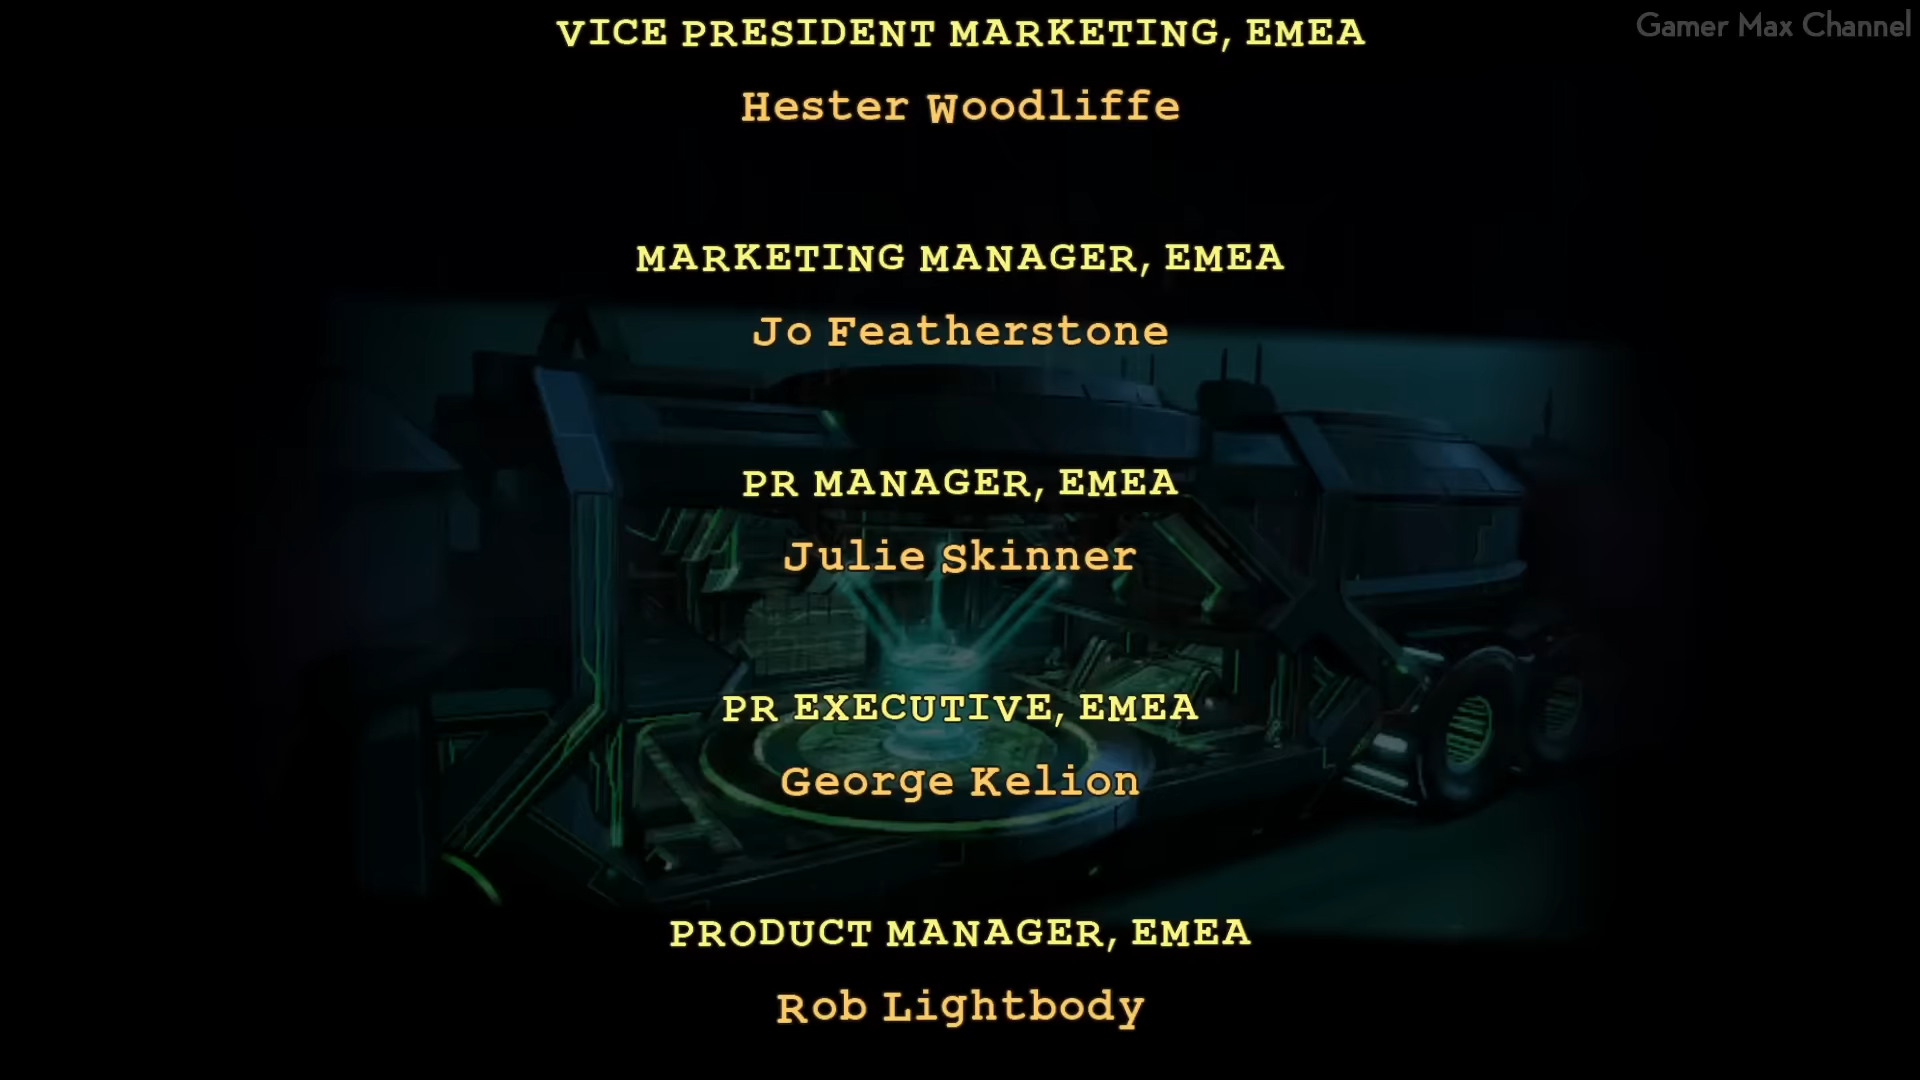 VICE PRESIDENT MARKETING, EMEA
Gamer Max Channel
Hester Woodliffe
MARKETING MANAGER, EMEA
Jo Featherstone
PR MANAGER, EMEA
Julie Skinner
PR EXECUTIVE, EMEA
George Kelion
PRODUCT MANAGER, EMEA
Rob Lightbody